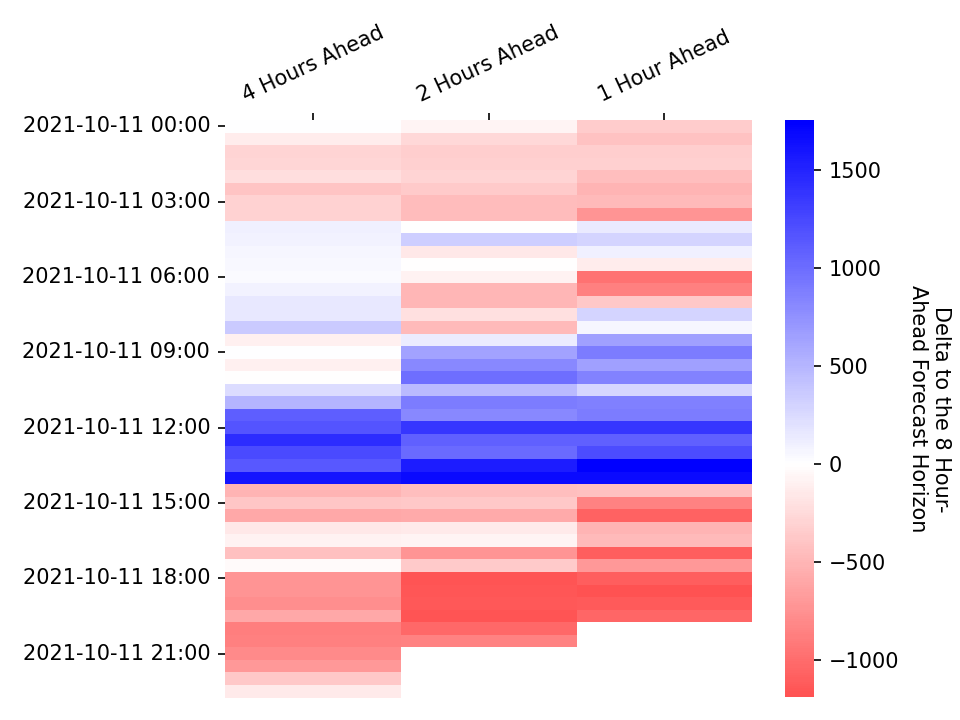 4 Hours Ahead
2 Hours Ahead
1 Hour Ahead
2021-10-11 00:00
2021-10-11 03:00
2021-10-11 06:00
2021-10-11 09:00
2021-10-11 12:00
2021-10-11 15:00
2021-10-11 18:00
2021-10-11 21:00
1500
1000
500
0
−500
−1000
Delta to the 8 Hour-
Ahead Forecast Horizon